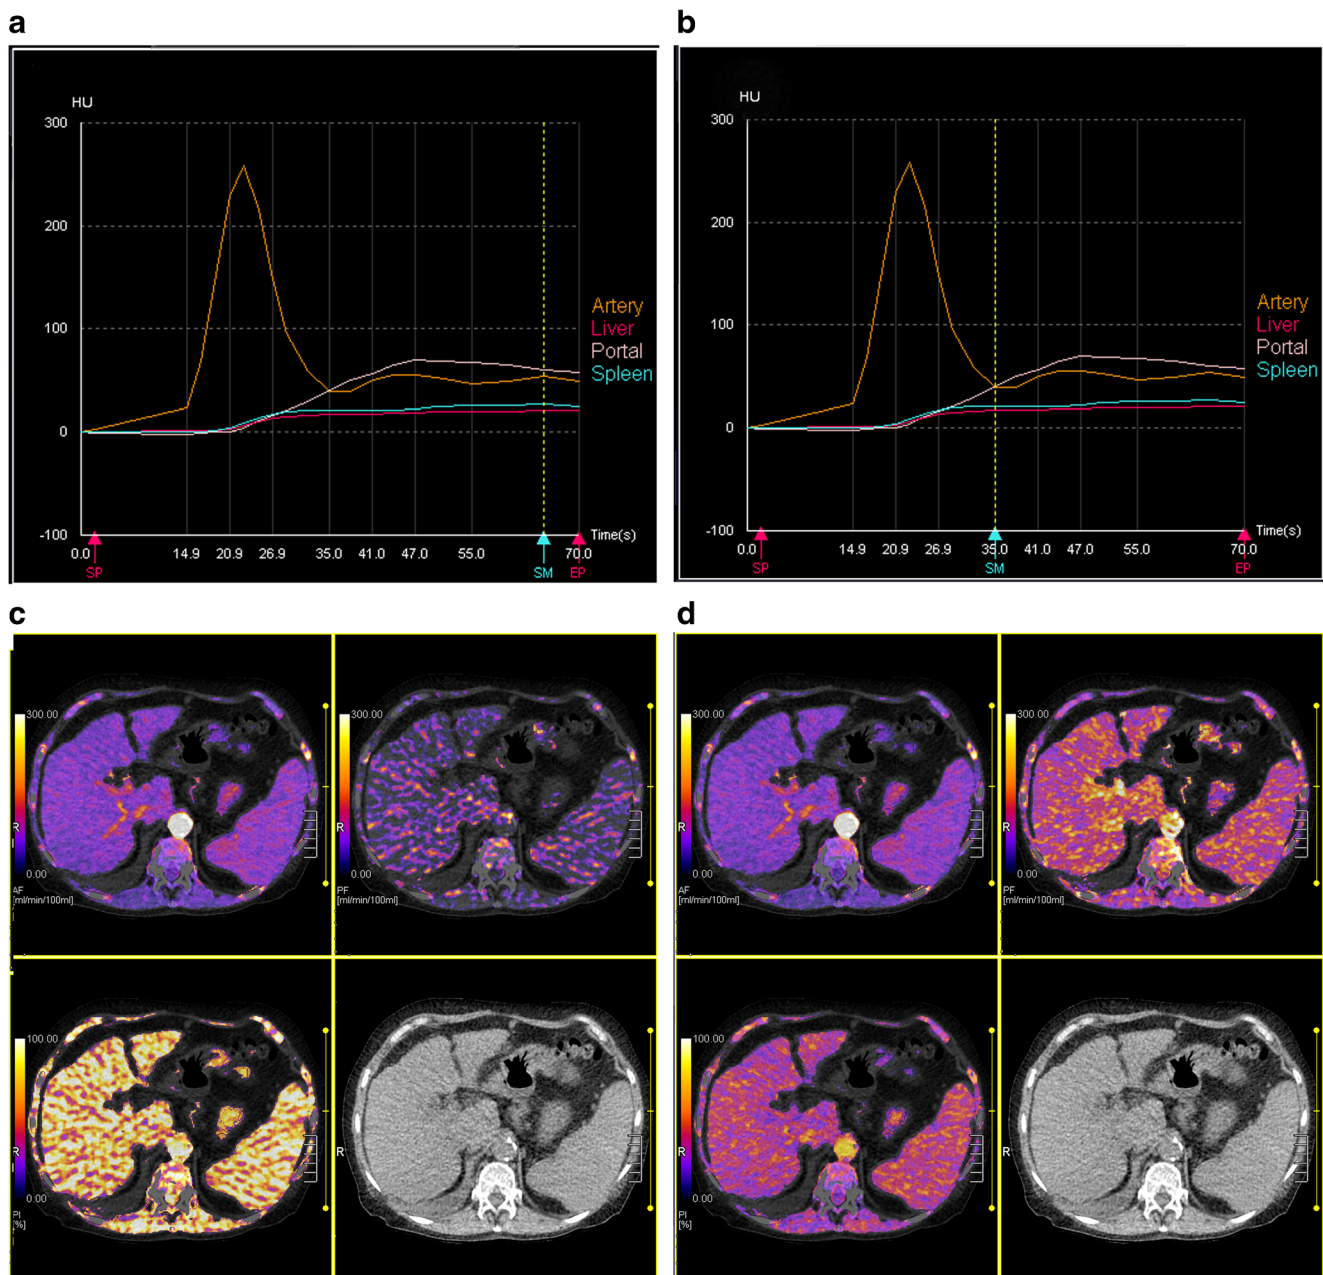 a
HU
300
200
100
0
-100
Artery
Liver
Portal
Spleen
Time(s)
0.0 14.9 20.9 26.9 35.0 41.0 47.0 55.0 70.0
SP SM EP
b
HU
300
200
100
0
-100
Artery
Liver
Portal
Spleen
Time(s)
0.0 14.9 20.9 26.9 35.0 41.0 47.0 55.0 70.0
SP SM EP
c
300.00
R
0.00
AF
[ml/min/100ml]
300.00
R
0.00
PF
[ml/min/100ml]
100.00
R
0.00
PI
[%]
R
d
300.00
R
0.00
AF
[ml/min/100ml]
300.00
R
0.00
PF
[ml/min/100ml]
100.00
R
0.00
PI
[%]
R